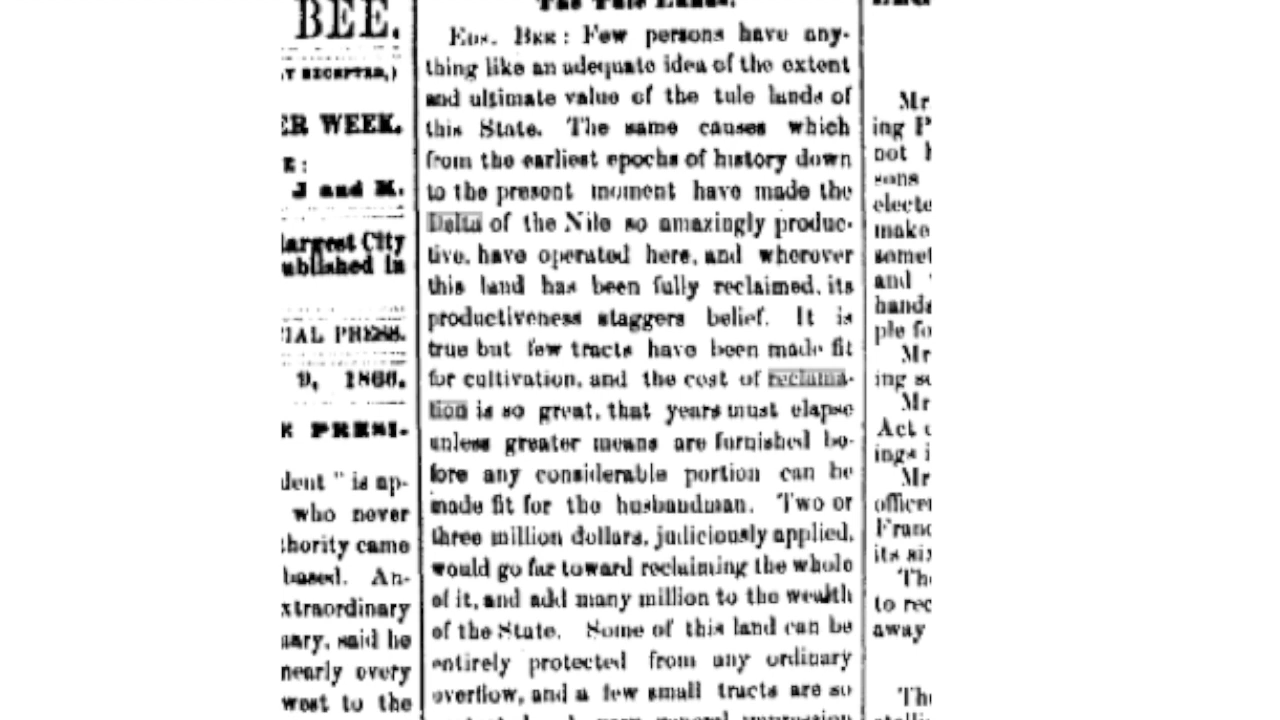 BEE.
ER WEEK.
E:
J and K.
largest City
ublished in
IAL PRESS.
9, 1866.
K PRESI-
dent " is ap-
who never
thority came
based. An-
xtraordinary
uary, said he
nearly every
west to the
The Tule Lands.
EDS. BEE: Few persons have any-
thing like an adequate idea of the extent
and ultimate value of the tule lands of
this State. The same causes which
from the earliest epochs of history down
to the present moment have made the
Delta of the Nile so amazingly produc-
tive, have operated here, and wherever
this land has been fully reclaimed, its
productiveness staggers belief. It is
true but few tracts have been made fit
for cultivation, and the cost of reclama-
tion is so great, that years must elapse
unless greater means are furnished be-
fore any considerable portion can be
made fit for the husbandman. Two or
three million dollars, judiciously applied,
would go far toward reclaiming the whole
of it, and add many million to the wealth
of the State. Some of this land can be
entirely protected from any ordinary
overflow, and a few small tracts are so
Mr
ing P
not
sons
electe
make
somet
and
hands
ple fo
Mr
ing su
Mr
Act
ings i
Mr
officer
Franc
its six
The
to rec
away
Th